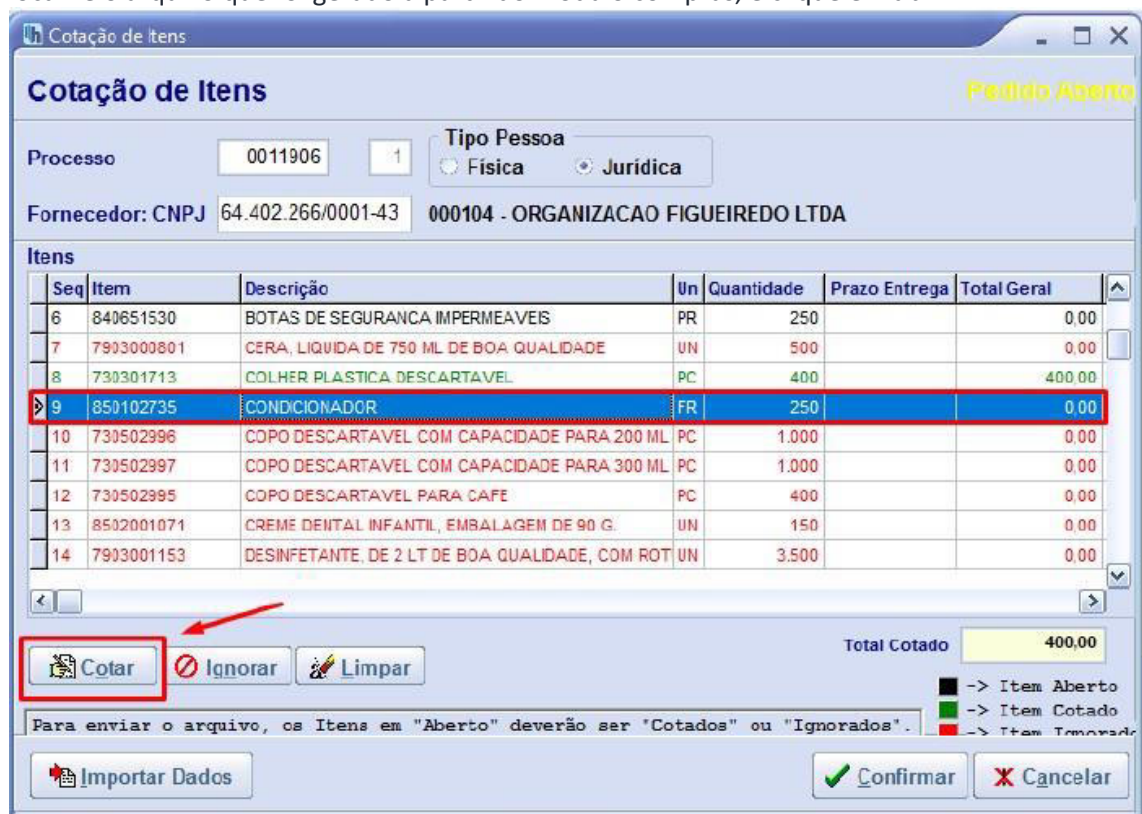 Cotação de Itens
Cotação de Itens
Pedido Aberto
Processo 0011906 1
Tipo Pessoa
Física Jurídica
Fornecedor: CNPJ 64.402.266/0001-43 000104 - ORGANIZACAO FIGUEIREDO LTDA
Itens
Seq Item Descrição Un Quantidade Prazo Entrega Total Geral
6 840651530 BOTAS DE SEGURANCA IMPERMEAVEIS PR 250 0,00
7 7903000801 CERA, LIQUIDA DE 750 ML DE BOA QUALIDADE UN 500 0,00
8 730301713 COLHER PLASTICA DESCARTAVEL PC 400 400,00
9 850102735 CONDICIONADOR FR 250 0,00
10 730502996 COPO DESCARTAVEL COM CAPACIDADE PARA 200 ML PC 1.000 0,00
11 730502997 COPO DESCARTAVEL COM CAPACIDADE PARA 300 ML PC 1.000 0,00
12 730502995 COPO DESCARTAVEL PARA CAFE PC 400 0,00
13 8502001071 CREME DENTAL INFANTIL, EMBALAGEM DE 90 G. UN 150 0,00
14 7903001153 DESINFETANTE, DE 2 LT DE BOA QUALIDADE, COM ROT UN 3.500 0,00
Cotar Ignorar Limpar
Total Cotado 400,00
-> Item Aberto
-> Item Cotado
-> Item Ignorado
Para enviar o arquivo, os Itens em "Aberto" deverão ser "Cotados" ou "Ignorados".
Importar Dados Confirmar Cancelar